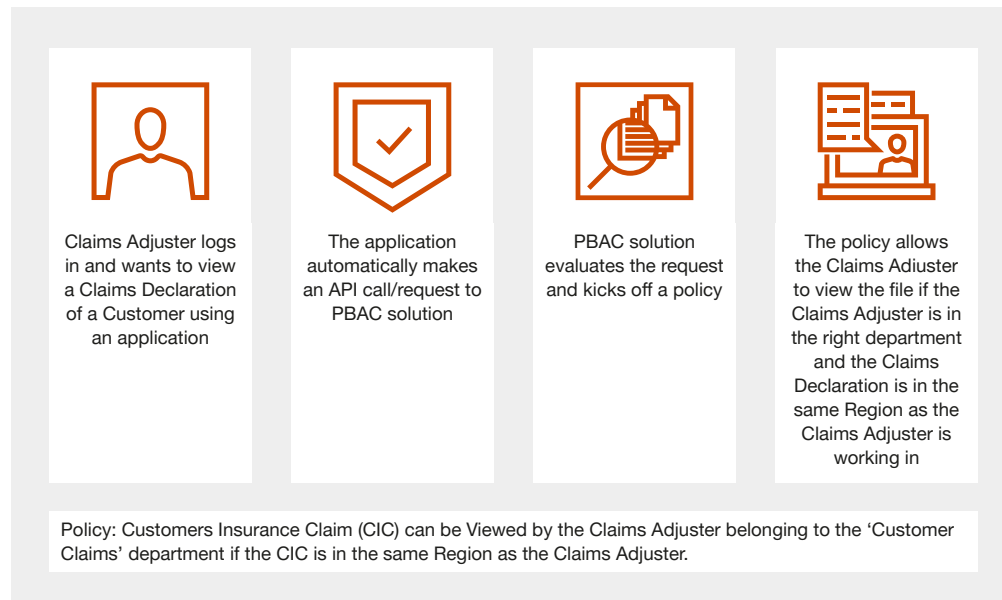 Claims Adjuster logs
in and wants to view
a Claims Declaration
of a Customer using
an application
The application
automatically makes
an API call/request to
PBAC solution
PBAC solution
evaluates the request
and kicks off a policy
The policy allows
the Claims Adiuster
to view the file if the
Claims Adjuster is in
the right department
and the Claims
Declaration is in the
same Region as the
Claims Adjuster is
working in
Policy: Customers Insurance Claim (CIC) can be Viewed by the Claims Adjuster belonging to the ‘Customer
Claims’ department if the CIC is in the same Region as the Claims Adjuster.